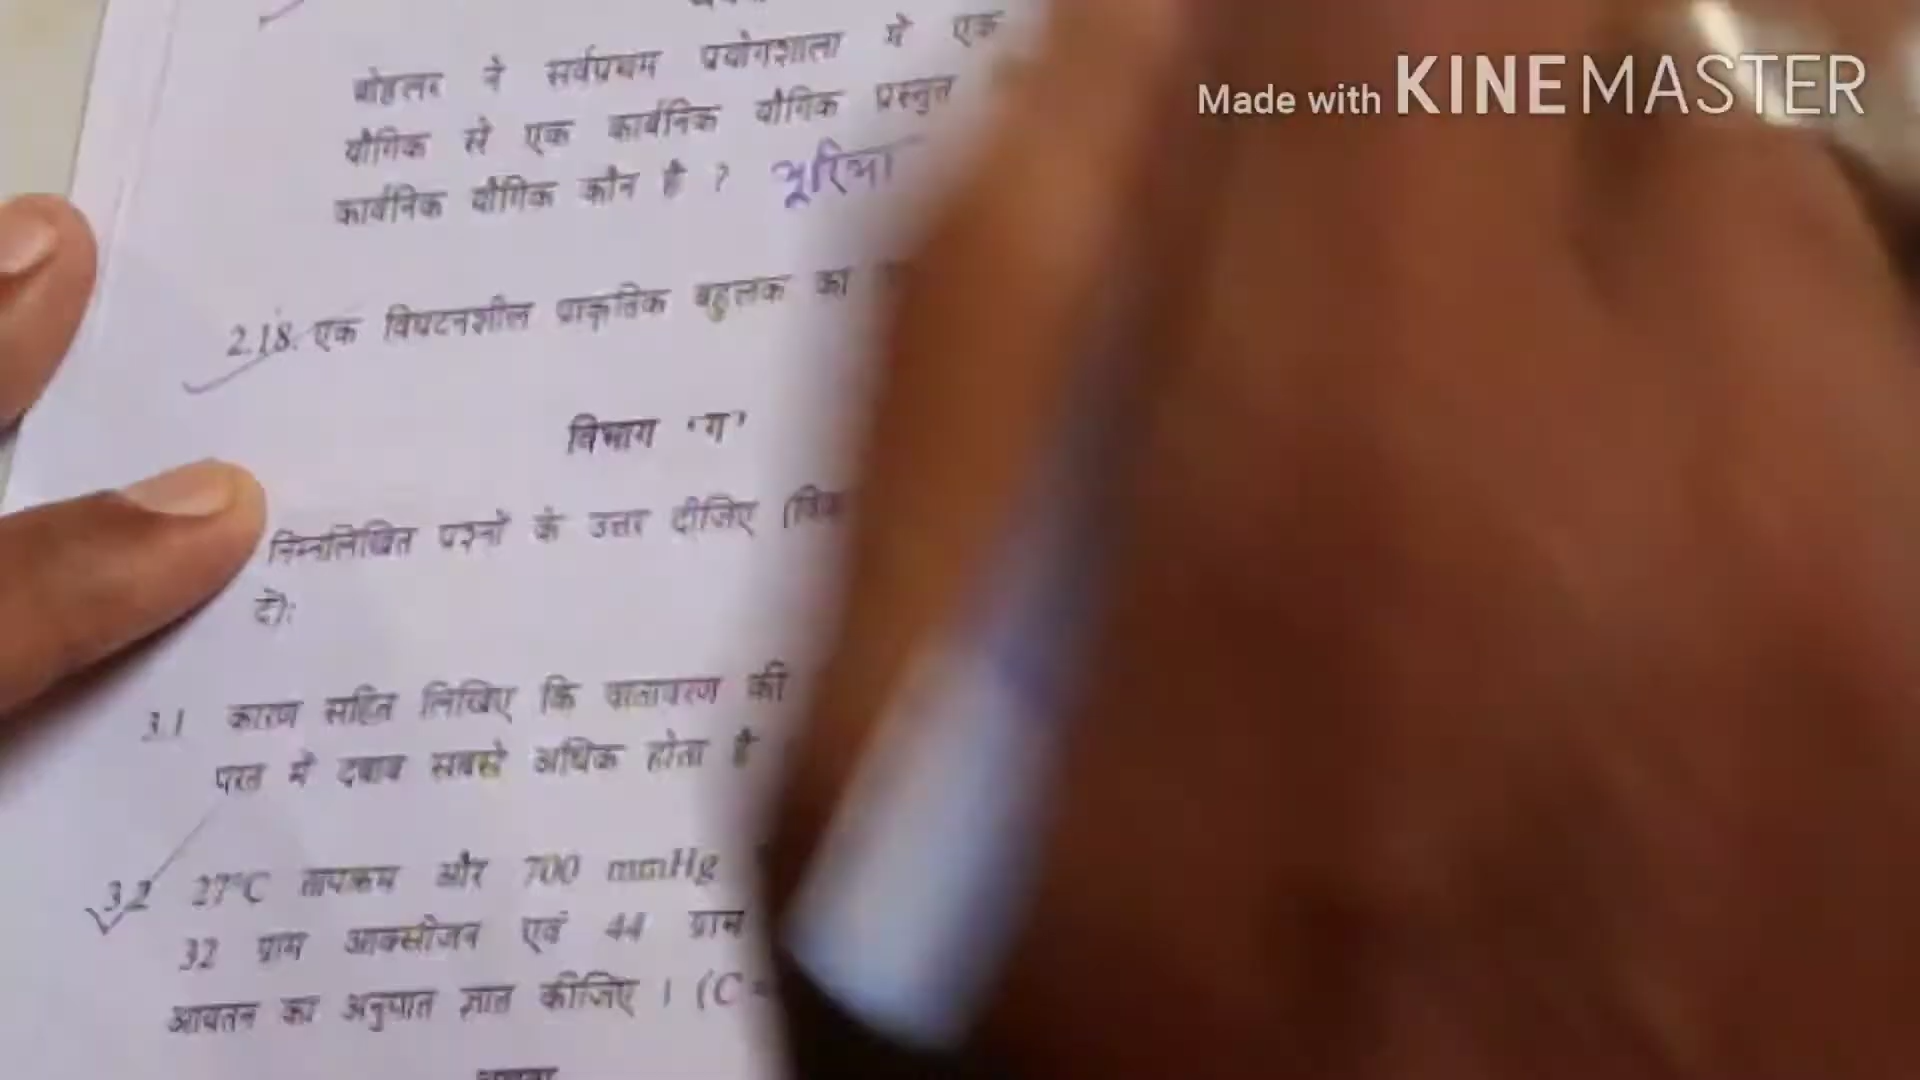 Made with KINEMASTER
वोहलर ने सर्वप्रथम प्रयोगशाला में एक
यौगिक से एक कार्बनिक यौगिक प्रस्तुत
कार्बनिक यौगिक कौन है ? यूरिआ
2.18. एक विघटनशील प्राकृतिक बहुलक का
विभाग 'ग'
निम्नलिखित प्रश्नों के उत्तर दीजिए
दो):
3.1 कारण सहित लिखिए कि वातावरण की
परत में दबाव सबसे अधिक होता है
3.2 27°C तापक्रम और 700 mmHg
32 ग्राम आक्सीजन एवं 44 ग्राम
आयतन का अनुपात ज्ञात कीजिए । (C